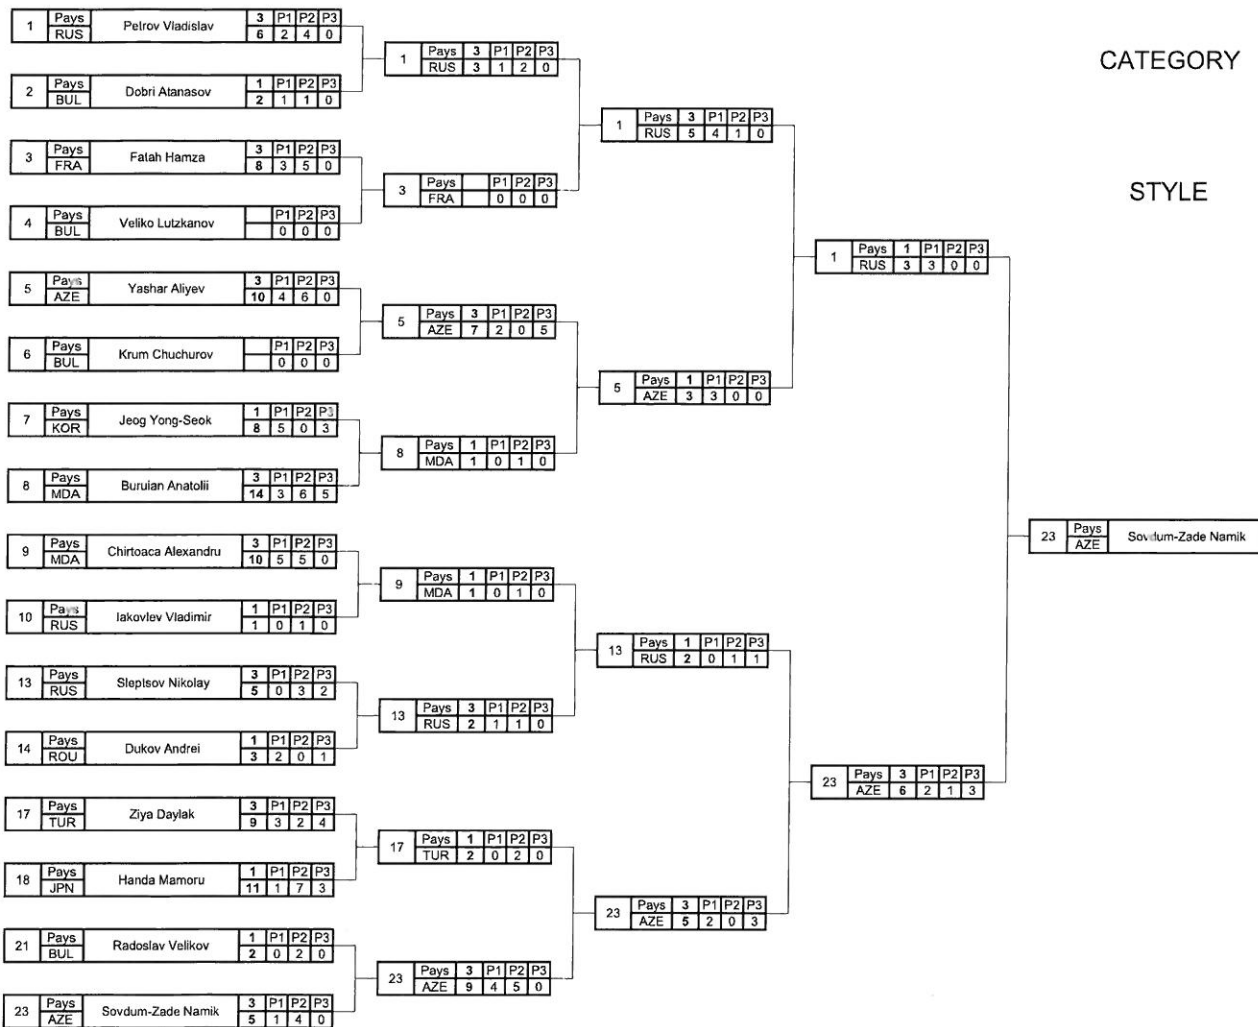 1 Pays Petrov Vladislav 3 P1 P2 P3
RUS 6 2 4 0
2 Pays Dobri Atanasov 1 P1 P2 P3
BUL 2 1 1 0
3 Pays Fatah Hamza 3 P1 P2 P3
FRA 8 3 5 0
4 Pays Veliko Lutzkanov P1 P2 P3
BUL 0 0 0
5 Pays Yashar Aliyev 3 P1 P2 P3
AZE 10 4 6 0
6 Pays Krum Chuchurov P1 P2 P3
BUL 0 0 0
7 Pays Jeog Yong-Seok 1 P1 P2 P3
KOR 8 5 0 3
8 Pays Buruian Anatolii 3 P1 P2 P3
MDA 14 3 6 5
9 Pays Chirtoaca Alexandru 3 P1 P2 P3
MDA 10 5 5 0
10 Pays Iakovlev Vladimir 1 P1 P2 P3
RUS 1 0 1 0
13 Pays Sleptsov Nikolay 3 P1 P2 P3
RUS 5 0 3 2
14 Pays Dukov Andrei 1 P1 P2 P3
ROU 3 2 0 1
17 Pays Ziya Daylak 3 P1 P2 P3
TUR 9 3 2 4
18 Pays Handa Mamoru 1 P1 P2 P3
JPN 11 1 7 3
21 Pays Radoslav Velikov 1 P1 P2 P3
BUL 2 0 2 0
23 Pays Sovdum-Zade Namik 3 P1 P2 P3
AZE 5 1 4 0
1 Pays 3 P1 P2 P3
RUS 3 1 2 0
3 Pays P1 P2 P3
FRA 0 0 0
5 Pays 3 P1 P2 P3
AZE 7 2 0 5
8 Pays 1 P1 P2 P3
MDA 1 0 1 0
9 Pays 1 P1 P2 P3
MDA 1 0 1 0
13 Pays 3 P1 P2 P3
RUS 2 1 1 0
17 Pays 1 P1 P2 P3
TUR 2 0 2 0
23 Pays 3 P1 P2 P3
AZE 9 4 5 0
1 Pays 3 P1 P2 P3
RUS 5 4 1 0
5 Pays 1 P1 P2 P3
AZE 3 3 0 0
13 Pays 1 P1 P2 P3
RUS 2 0 1 1
23 Pays 3 P1 P2 P3
AZE 5 2 0 3
1 Pays 1 P1 P2 P3
RUS 3 3 0 0
23 Pays 3 P1 P2 P3
AZE 6 2 1 3
CATEGORY
STYLE
23 Pays Sovdum-Zade Namik
AZE